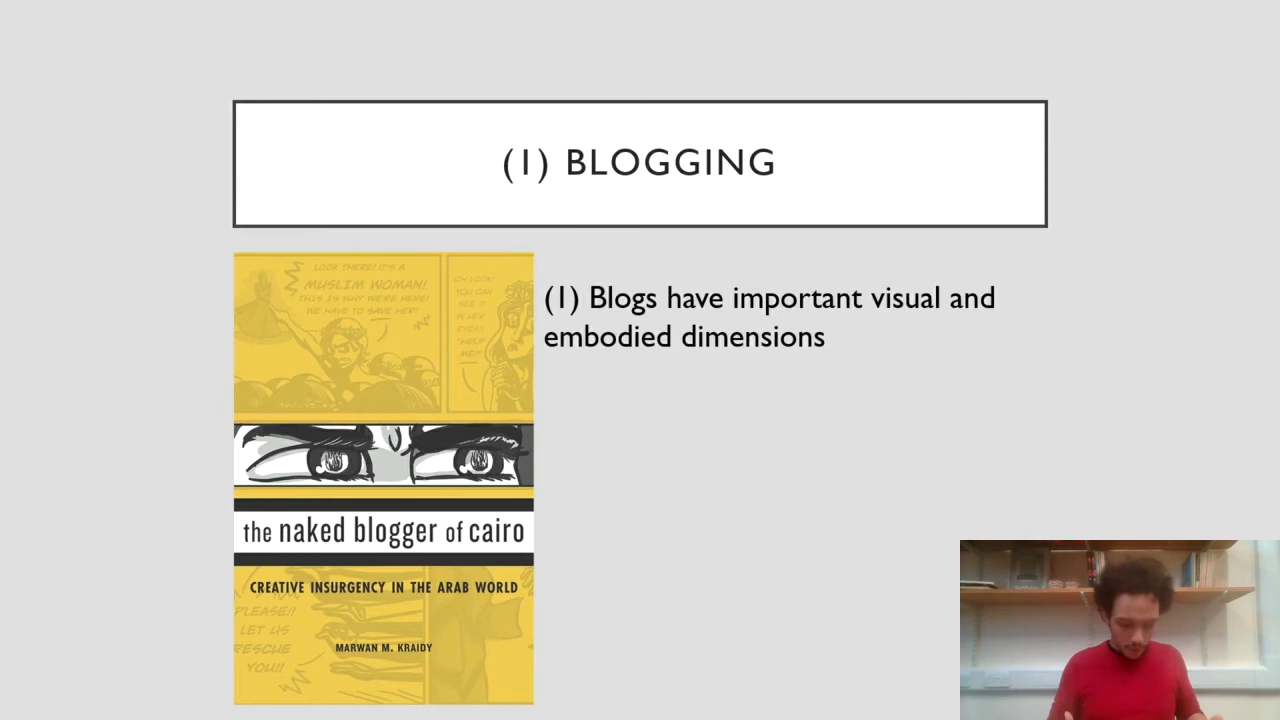 (1) BLOGGING
(1) Blogs have important visual and
embodied dimensions
LOOK THERE! IT'S A
MUSLIM WOMAN!
THIS IS WHY WE'RE HERE!
WE HAVE TO SAVE HER!
OH LOOK!
YOU CAN
SEE IT
IN HER
EYES!!
"HELP
ME!"
the naked blogger of cairo
CREATIVE INSURGENCY IN THE ARAB WORLD
PLEASE!!
LET US
RESCUE
YOU!!
MARWAN M. KRAIDY